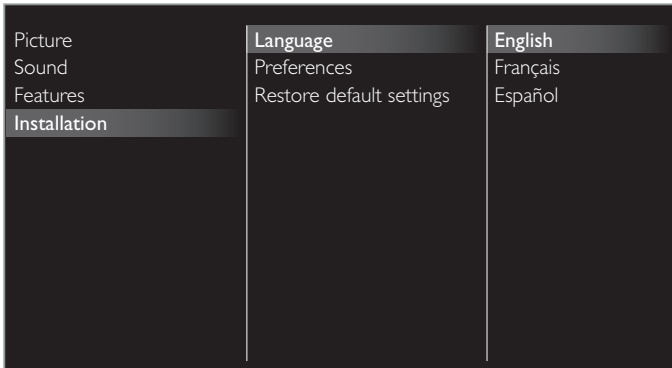 Picture
Sound
Features
Installation
Language
Preferences
Restore default settings
English
Français
Español